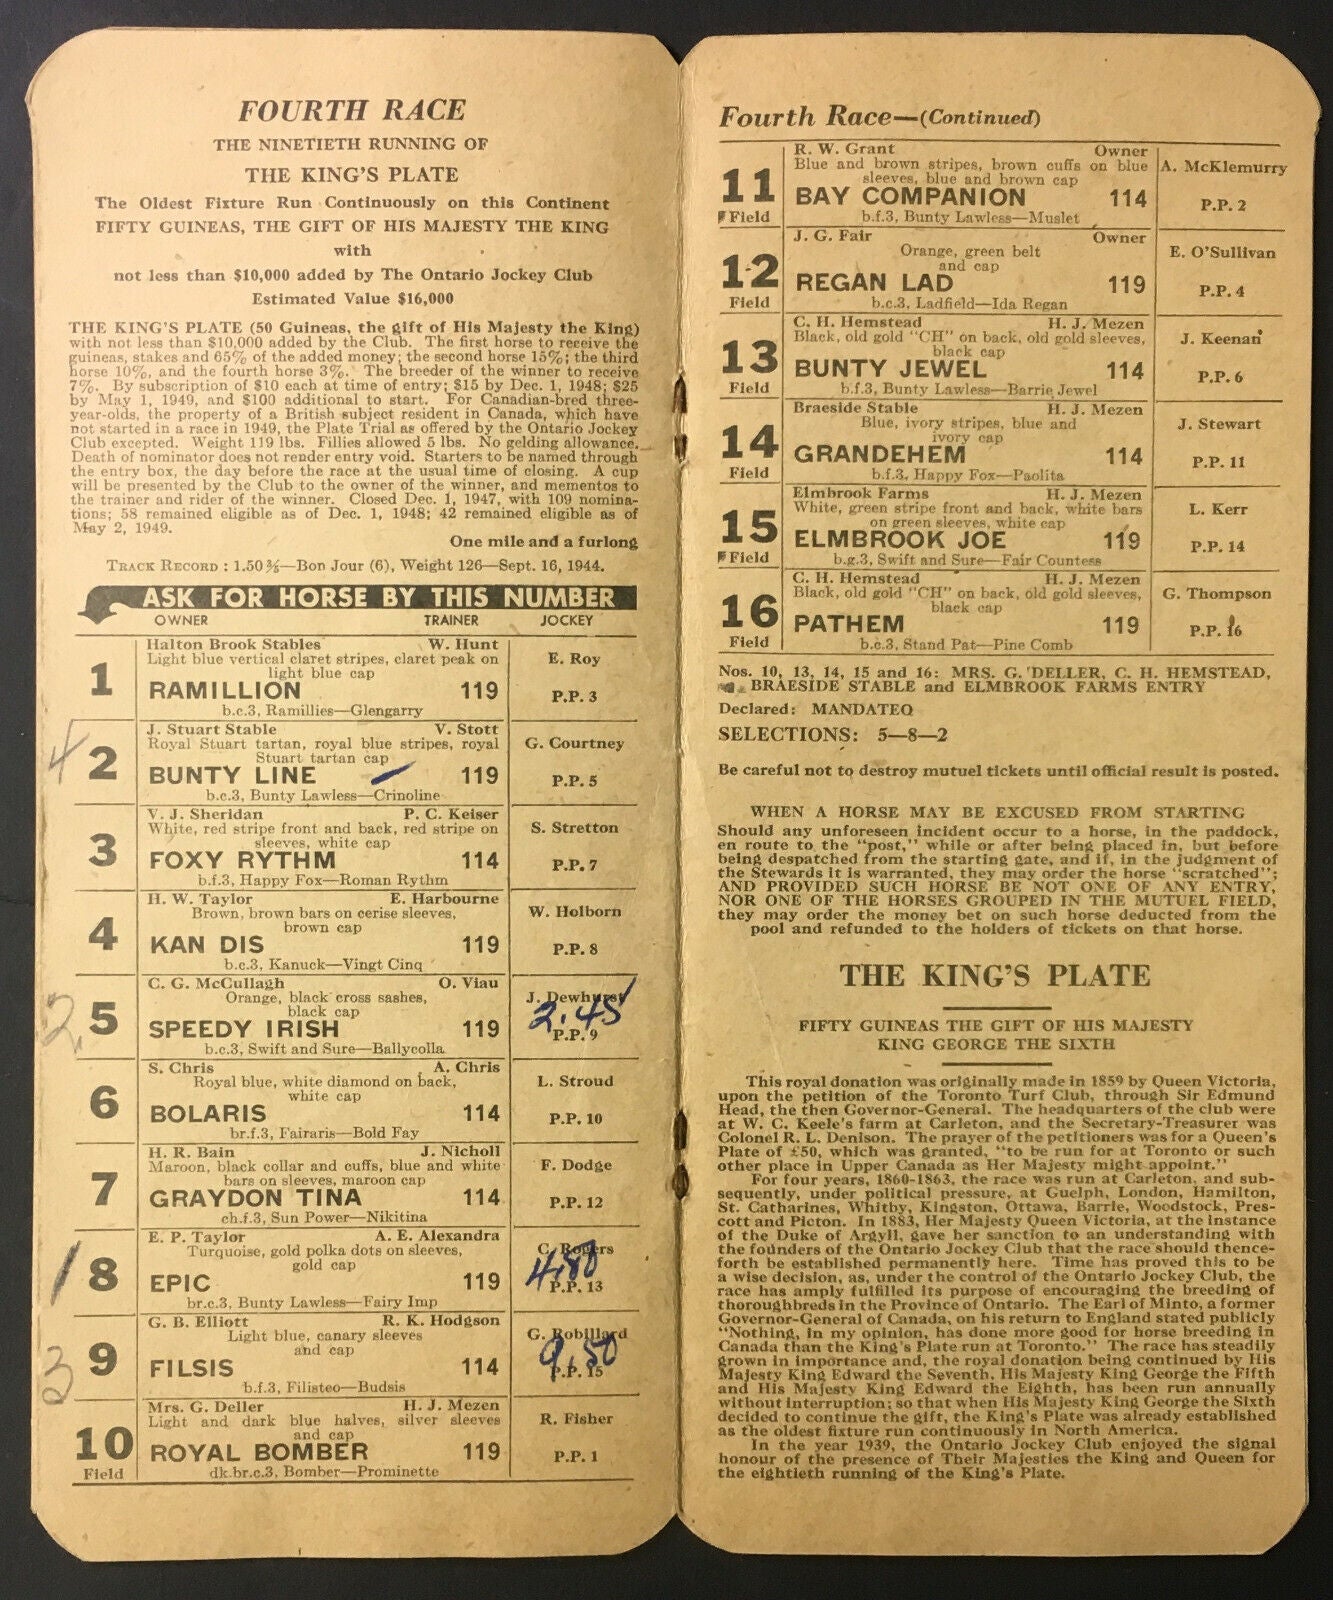 FOURTH RACE
THE NINETIETH RUNNING OF
THE KING'S PLATE
The Oldest Fixture Run Continuously on this Continent
FIFTY GUINEAS, THE GIFT OF HIS MAJESTY THE KING
with
not less than $10,000 added by The Ontario Jockey Club
Estimated Value $16,000
THE KING'S PLATE (50 Guineas, the gift of His Majesty the King)
with not less than $10,000 added by the Club. The first horse to receive the
guineas, stakes and 65% of the added money; the second horse 15%; the third
horse 10%, and the fourth horse 3%. The breeder of the winner to receive
7%. By subscription of $10 each at time of entry; $15 by Dec. 1, 1948; $25
by May 1, 1949, and $100 additional to start. For Canadian-bred three-
year-olds, the property of a British subject resident in Canada, which have
not started in a race in 1949, the Plate Trial as offered by the Ontario Jockey
Club excepted. Weight 119 lbs. Fillies allowed 5 lbs. No gelding allowance.
Death of nominator does not render entry void. Starters to be named through
the entry box, the day before the race at the usual time of closing. A cup
will be presented by the Club to the owner of the winner, and mementos to
the trainer and rider of the winner. Closed Dec. 1, 1947, with 109 nomina-
tions; 58 remained eligible as of Dec. 1, 1948; 42 remained eligible as of
May 2, 1949.
One mile and a furlong
TRACK RECORD : 1.50 ⅗—Bon Jour (6), Weight 126—Sept. 16, 1944.
ASK FOR HORSE BY THIS NUMBER
OWNER TRAINER JOCKEY
Halton Brook Stables W. Hunt
Light blue vertical claret stripes, claret peak on E. Roy
light blue cap
1 RAMILLION 119 P.P. 3
b.c.3, Ramillies—Glengarry
J. Stuart Stable V. Stott
Royal Stuart tartan, royal blue stripes, royal G. Courtney
Stuart tartan cap
4 2 BUNTY LINE 119 P.P. 5
b.c.3, Bunty Lawless—Crinoline
V. J. Sheridan P. C. Keiser
White, red stripe front and back, red stripe on S. Stretton
sleeves, white cap
3 FOXY RYTHM 114 P.P. 7
b.f.3, Happy Fox—Roman Rythm
H. W. Taylor E. Harbourne
Brown, brown bars on cerise sleeves, W. Holborn
brown cap
4 KAN DIS 119 P.P. 8
b.c.3, Kanuck—Vingt Cinq
C. G. McCullagh O. Viau
Orange, black cross sashes, J. Dewhurst
black cap
2 5 SPEEDY IRISH 119 3.45 P.P. 9
b.c.3, Swift and Sure—Ballycolla
S. Chris A. Chris
Royal blue, white diamond on back, L. Stroud
white cap
6 BOLARIS 114 P.P. 10
br.f.3, Fairaris—Bold Fay
H. R. Bain J. Nicholl
Maroon, black collar and cuffs, blue and white F. Dodge
bars on sleeves, maroon cap
7 GRAYDON TINA 114 P.P. 12
ch.f.3, Sun Power—Nikitina
E. P. Taylor A. E. Alexandra
Turquoise, gold polka dots on sleeves, C. Rogers
gold cap
1 8 EPIC 119 4.80 P.P. 13
br.c.3, Bunty Lawless—Fairy Imp
G. B. Elliott R. K. Hodgson
Light blue, canary sleeves G. Robillard
and cap
3 9 FILSIS 114 9.50 P.P. 15
b.f.3, Filisteo—Budsis
Mrs. G. Deller H. J. Mezen
Light and dark blue halves, silver sleeves R. Fisher
and cap
10 ROYAL BOMBER 119 P.P. 1
Field dk.br.c.3, Bomber—Prominette
Fourth Race—(Continued)
R. W. Grant Owner
Blue and brown stripes, brown cuffs on blue A. McKlemurry
sleeves, blue and brown cap
11 BAY COMPANION 114 P.P. 2
Field b.f.3, Bunty Lawless—Muslet
J. G. Fair Owner
Orange, green belt E. O'Sullivan
and cap
12 REGAN LAD 119 P.P. 4
Field b.c.3, Ladfield—Ida Regan
C. H. Hemstead H. J. Mezen
Black, old gold "CH" on back, old gold sleeves, J. Keenan
black cap
13 BUNTY JEWEL 114 P.P. 6
Field b.f.3, Bunty Lawless—Barrie Jewel
Braeside Stable H. J. Mezen
Blue, ivory stripes, blue and J. Stewart
ivory cap
14 GRANDEHEM 114 P.P. 11
Field b.f.3, Happy Fox—Paolita
Elmbrook Farms H. J. Mezen
White, green stripe front and back, white bars L. Kerr
on green sleeves, white cap
15 ELMBROOK JOE 119 P.P. 14
Field b.g.3, Swift and Sure—Fair Countess
C. H. Hemstead H. J. Mezen
Black, old gold "CH" on back, old gold sleeves, G. Thompson
black cap
16 PATHEM 119 P.P. 16
Field b.c.3, Stand Pat—Pine Comb
Nos. 10, 13, 14, 15 and 16: MRS. G. DELLER, C. H. HEMSTEAD,
BRAESIDE STABLE and ELMBROOK FARMS ENTRY
Declared: MANDATEQ
SELECTIONS: 5—8—2
Be careful not to destroy mutuel tickets until official result is posted.
WHEN A HORSE MAY BE EXCUSED FROM STARTING
Should any unforeseen incident occur to a horse, in the paddock,
en route to the "post," while or after being placed in, but before
being despatched from the starting gate, and if, in the judgment of
the Stewards it is warranted, they may order the horse "scratched";
AND PROVIDED SUCH HORSE BE NOT ONE OF ANY ENTRY,
NOR ONE OF THE HORSES GROUPED IN THE MUTUEL FIELD,
they may order the money bet on such horse deducted from the
pool and refunded to the holders of tickets on that horse.
THE KING'S PLATE
FIFTY GUINEAS THE GIFT OF HIS MAJESTY
KING GEORGE THE SIXTH
This royal donation was originally made in 1859 by Queen Victoria,
upon the petition of the Toronto Turf Club, through Sir Edmund
Head, the then Governor-General. The headquarters of the club were
at W. C. Keele's farm at Carleton, and the Secretary-Treasurer was
Colonel R. L. Denison. The prayer of the petitioners was for a Queen's
Plate of £50, which was granted, "to be run for at Toronto or such
other place in Upper Canada as Her Majesty might appoint."
For four years, 1860-1863, the race was run at Carleton, and sub-
sequently, under political pressure, at Guelph, London, Hamilton,
St. Catharines, Whitby, Kingston, Ottawa, Barrie, Woodstock, Pres-
cott and Picton. In 1883, Her Majesty Queen Victoria, at the instance
of the Duke of Argyll, gave her sanction to an understanding with
the founders of the Ontario Jockey Club that the race should thence-
forth be established permanently here. Time has proved this to be
a wise decision, as, under the control of the Ontario Jockey Club, the
race has amply fulfilled its purpose of encouraging the breeding of
thoroughbreds in the Province of Ontario. The Earl of Minto, a former
Governor-General of Canada, on his return to England stated publicly
"Nothing, in my opinion, has done more good for horse breeding in
Canada than the King's Plate run at Toronto." The race has steadily
grown in importance and, the royal donation being continued by His
Majesty King Edward the Seventh, His Majesty King George the Fifth
and His Majesty King Edward the Eighth, has been run annually
without interruption; so that when His Majesty King George the Sixth
decided to continue the gift, the King's Plate was already established
as the oldest fixture run continuously in North America.
In the year 1939, the Ontario Jockey Club enjoyed the signal
honour of the presence of Their Majesties the King and Queen for
the eightieth running of the King's Plate.